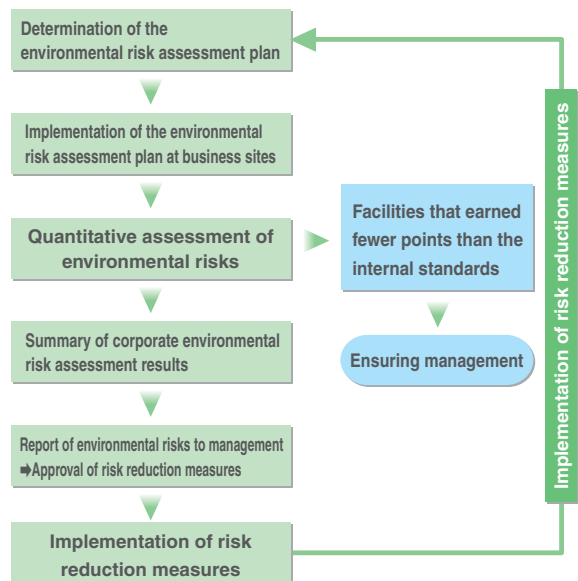 Determination of the
environmental risk assessment plan
Implementation of the environmental
risk assessment plan at business sites
Quantitative assessment of
environmental risks
Facilities that earned
fewer points than the
internal standards
Ensuring management
Summary of corporate environmental
risk assessment results
Report of environmental risks to management
➡Approval of risk reduction measures
Implementation of risk
reduction measures
Implementation of risk reduction measures